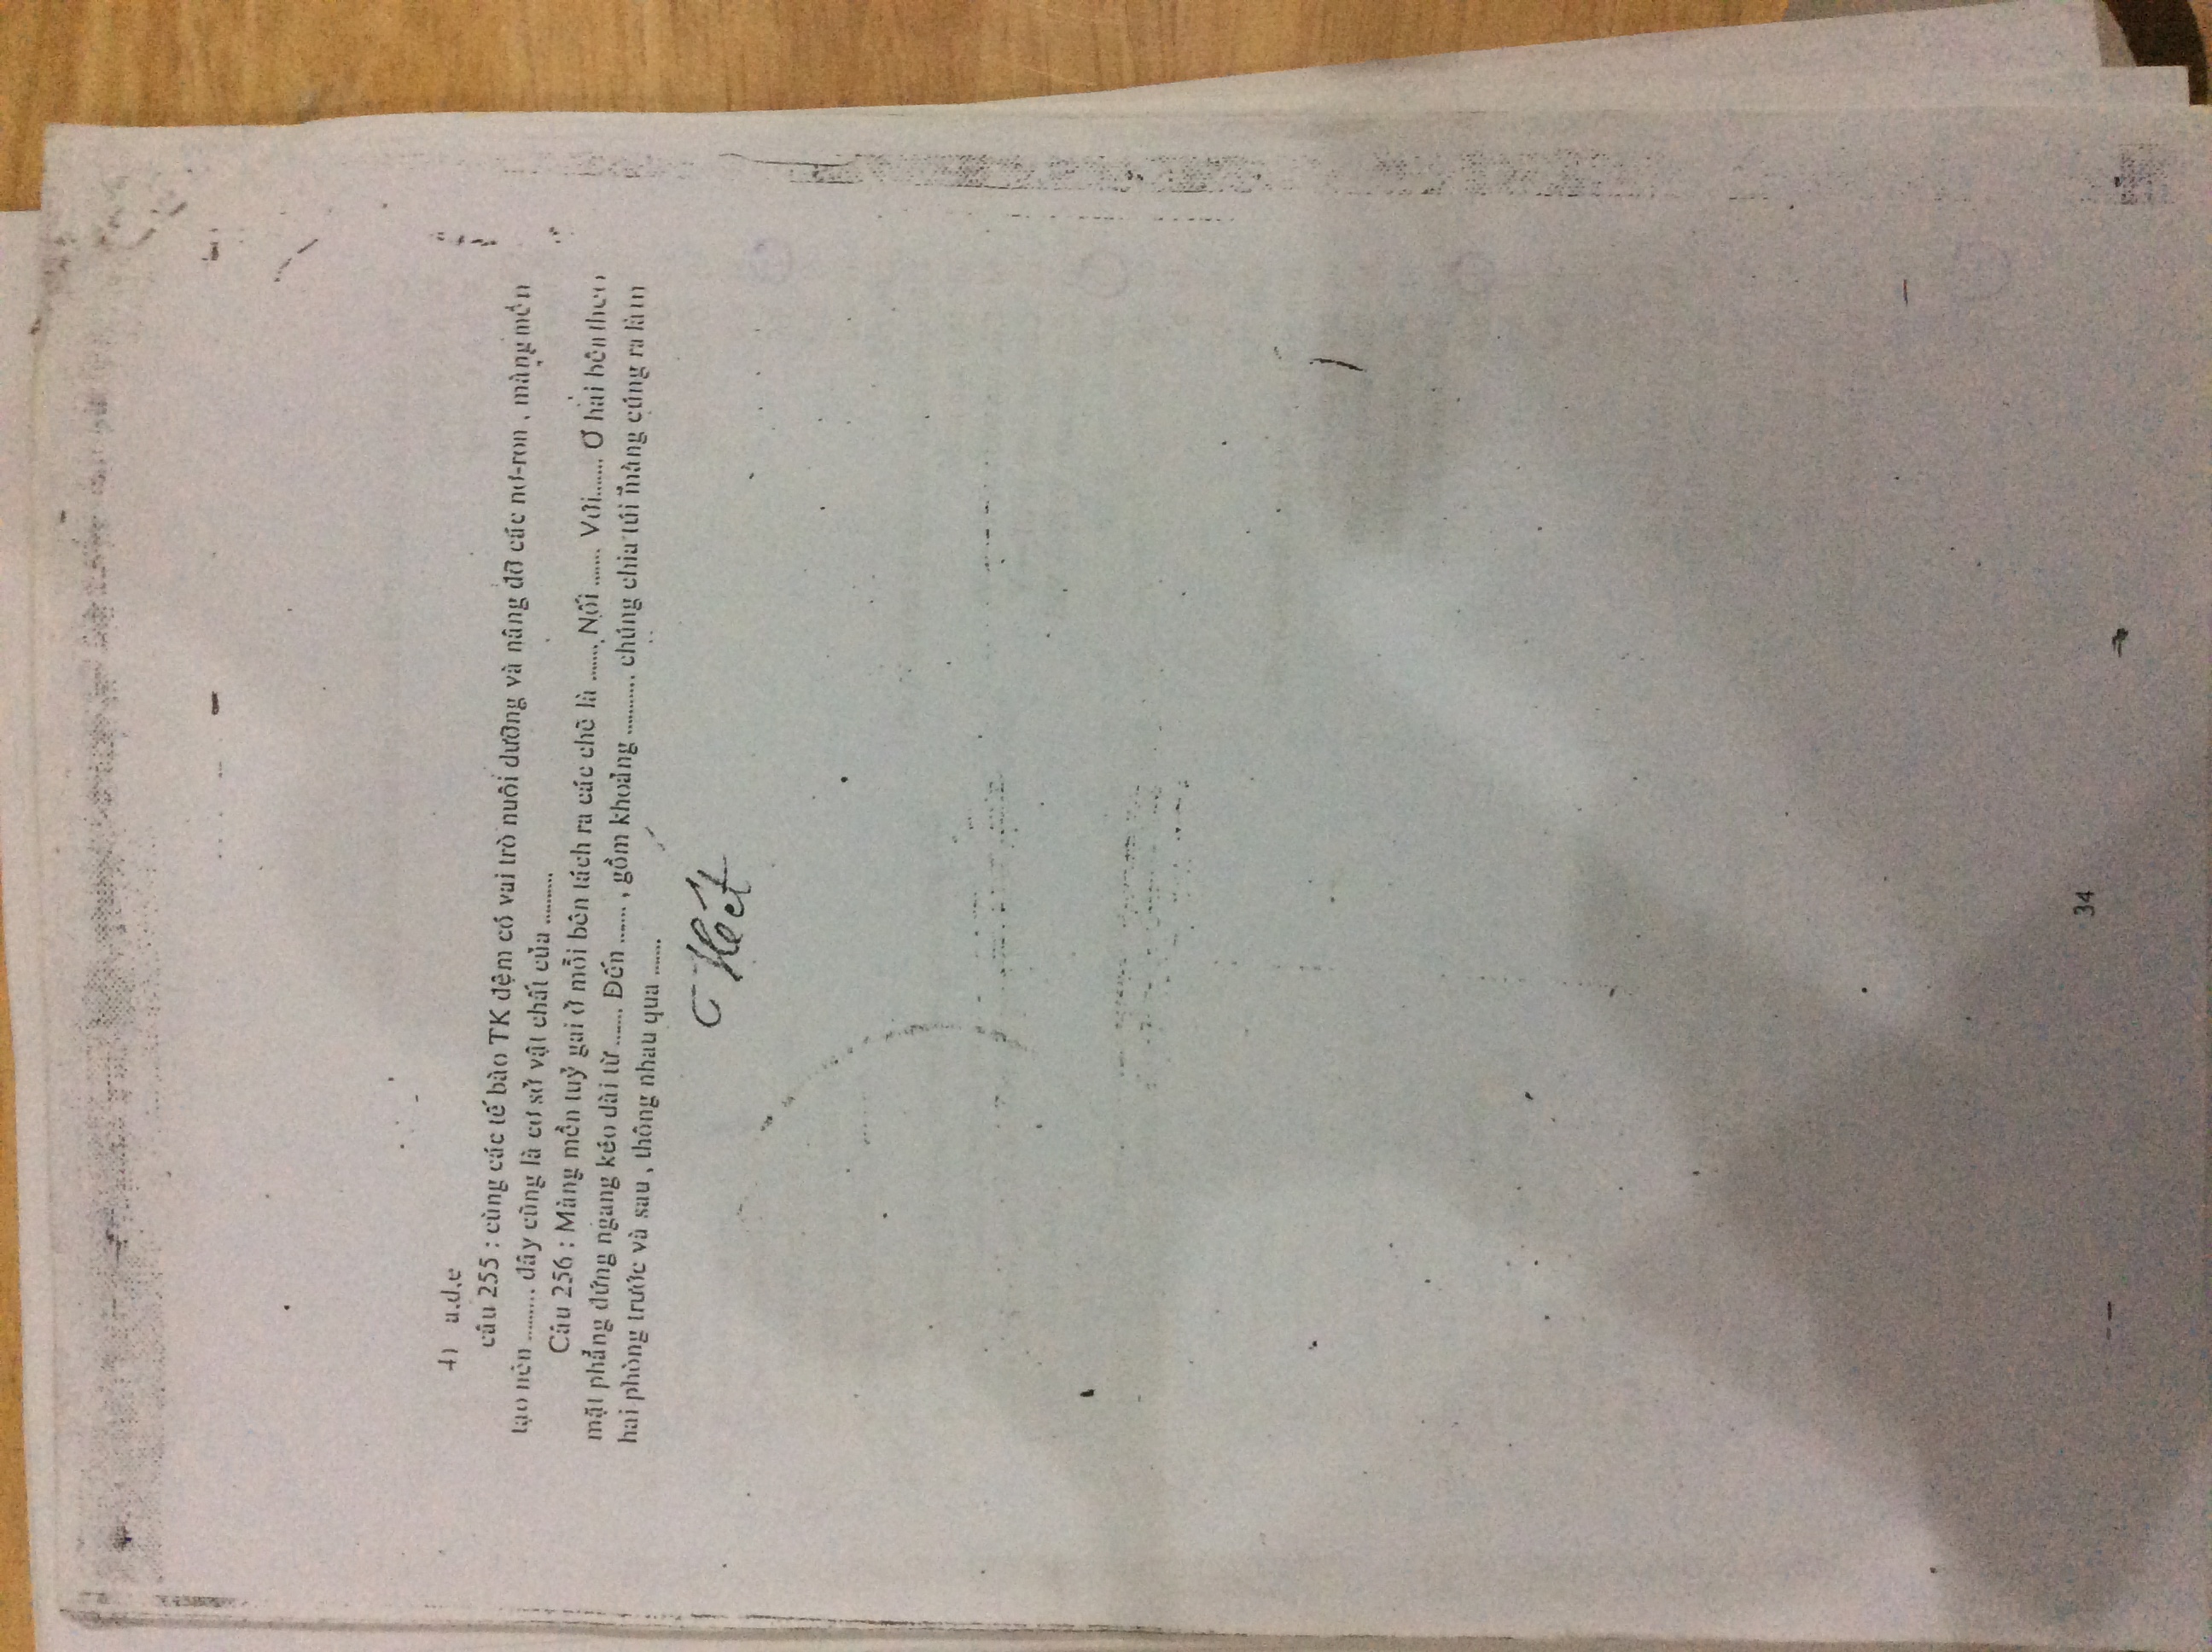 4) a.d.e
câu 255 : cùng các tế bào TK đệm có vai trò nuôi dưỡng và nâng đỡ các nơ-ron , màng mền
tạo nên ......... đây cũng là cơ sở vật chất của .........
Câu 256 : Màng mền tuỷ gai ở mỗi bên tách ra các chẽ là ....... Nối ....... Với....... Ơ hai bên theo
mặt phẳng đứng ngang kéo dài từ ....... Đến ....... , gồm khoảng ........... chúng chia túi màng cúng ra làm
hai phòng trước và sau , thông nhau qua .......
Hết
34